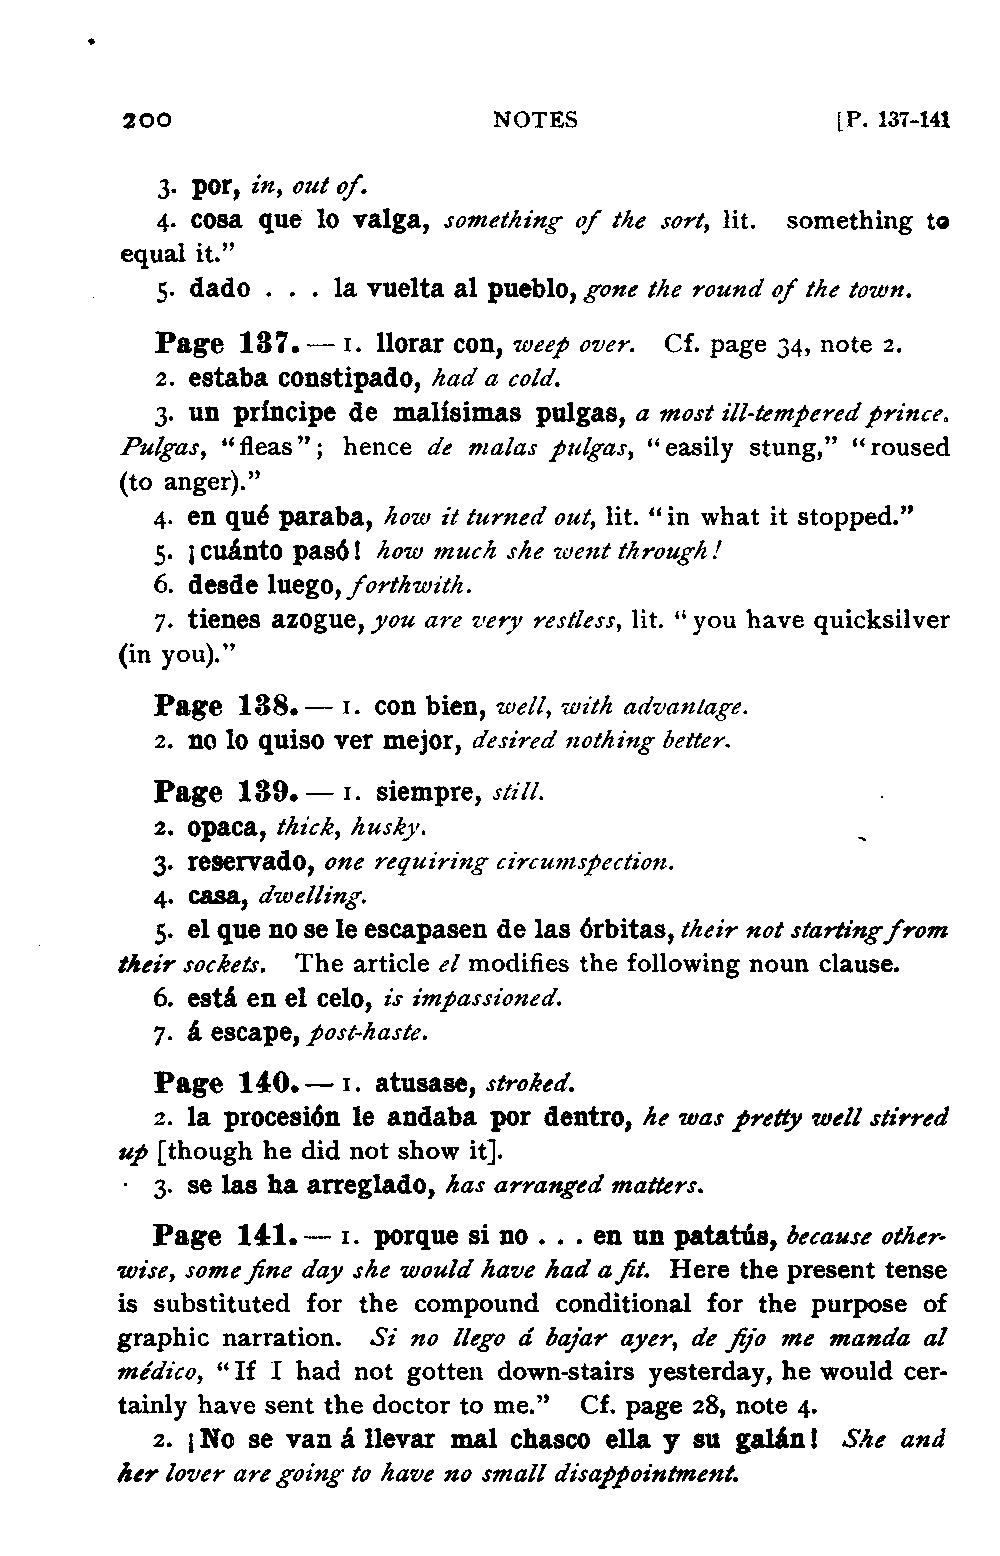 200 NOTES [P. 137-141
3. por, in, out of.
4. cosa que lo valga, something of the sort, lit. something to
equal it.”
5. dado . . . la vuelta al pueblo, gone the round of the town.
Page 137. — 1. llorar con, weep over. Cf. page 34, note 2.
2. estaba constipado, had a cold.
3. un príncipe de malísimas pulgas, a most ill-tempered prince.
Pulgas, “fleas”; hence de malas pulgas, “easily stung,” “roused
(to anger).”
4. en qué paraba, how it turned out, lit. “in what it stopped.”
5. ¡cuánto pasó! how much she went through!
6. desde luego, forthwith.
7. tienes azogue, you are very restless, lit. “you have quicksilver
(in you).”
Page 138. — 1. con bien, well, with advantage.
2. no lo quiso ver mejor, desired nothing better.
Page 139. — 1. siempre, still.
2. opaca, thick, husky.
3. reservado, one requiring circumspection.
4. casa, dwelling.
5. el que no se le escapasen de las órbitas, their not starting from
their sockets. The article el modifies the following noun clause.
6. está en el celo, is impassioned.
7. á escape, post-haste.
Page 140. — 1. atusase, stroked.
2. la procesión le andaba por dentro, he was pretty well stirred
up [though he did not show it].
3. se las ha arreglado, has arranged matters.
Page 141. — 1. porque si no . . . en un patatús, because other-
wise, some fine day she would have had a fit. Here the present tense
is substituted for the compound conditional for the purpose of
graphic narration. Si no llego á bajar ayer, de fijo me manda al
médico, “If I had not gotten down-stairs yesterday, he would cer-
tainly have sent the doctor to me.” Cf. page 28, note 4.
2. ¡No se van á llevar mal chasco ella y su galán! She and
her lover are going to have no small disappointment.